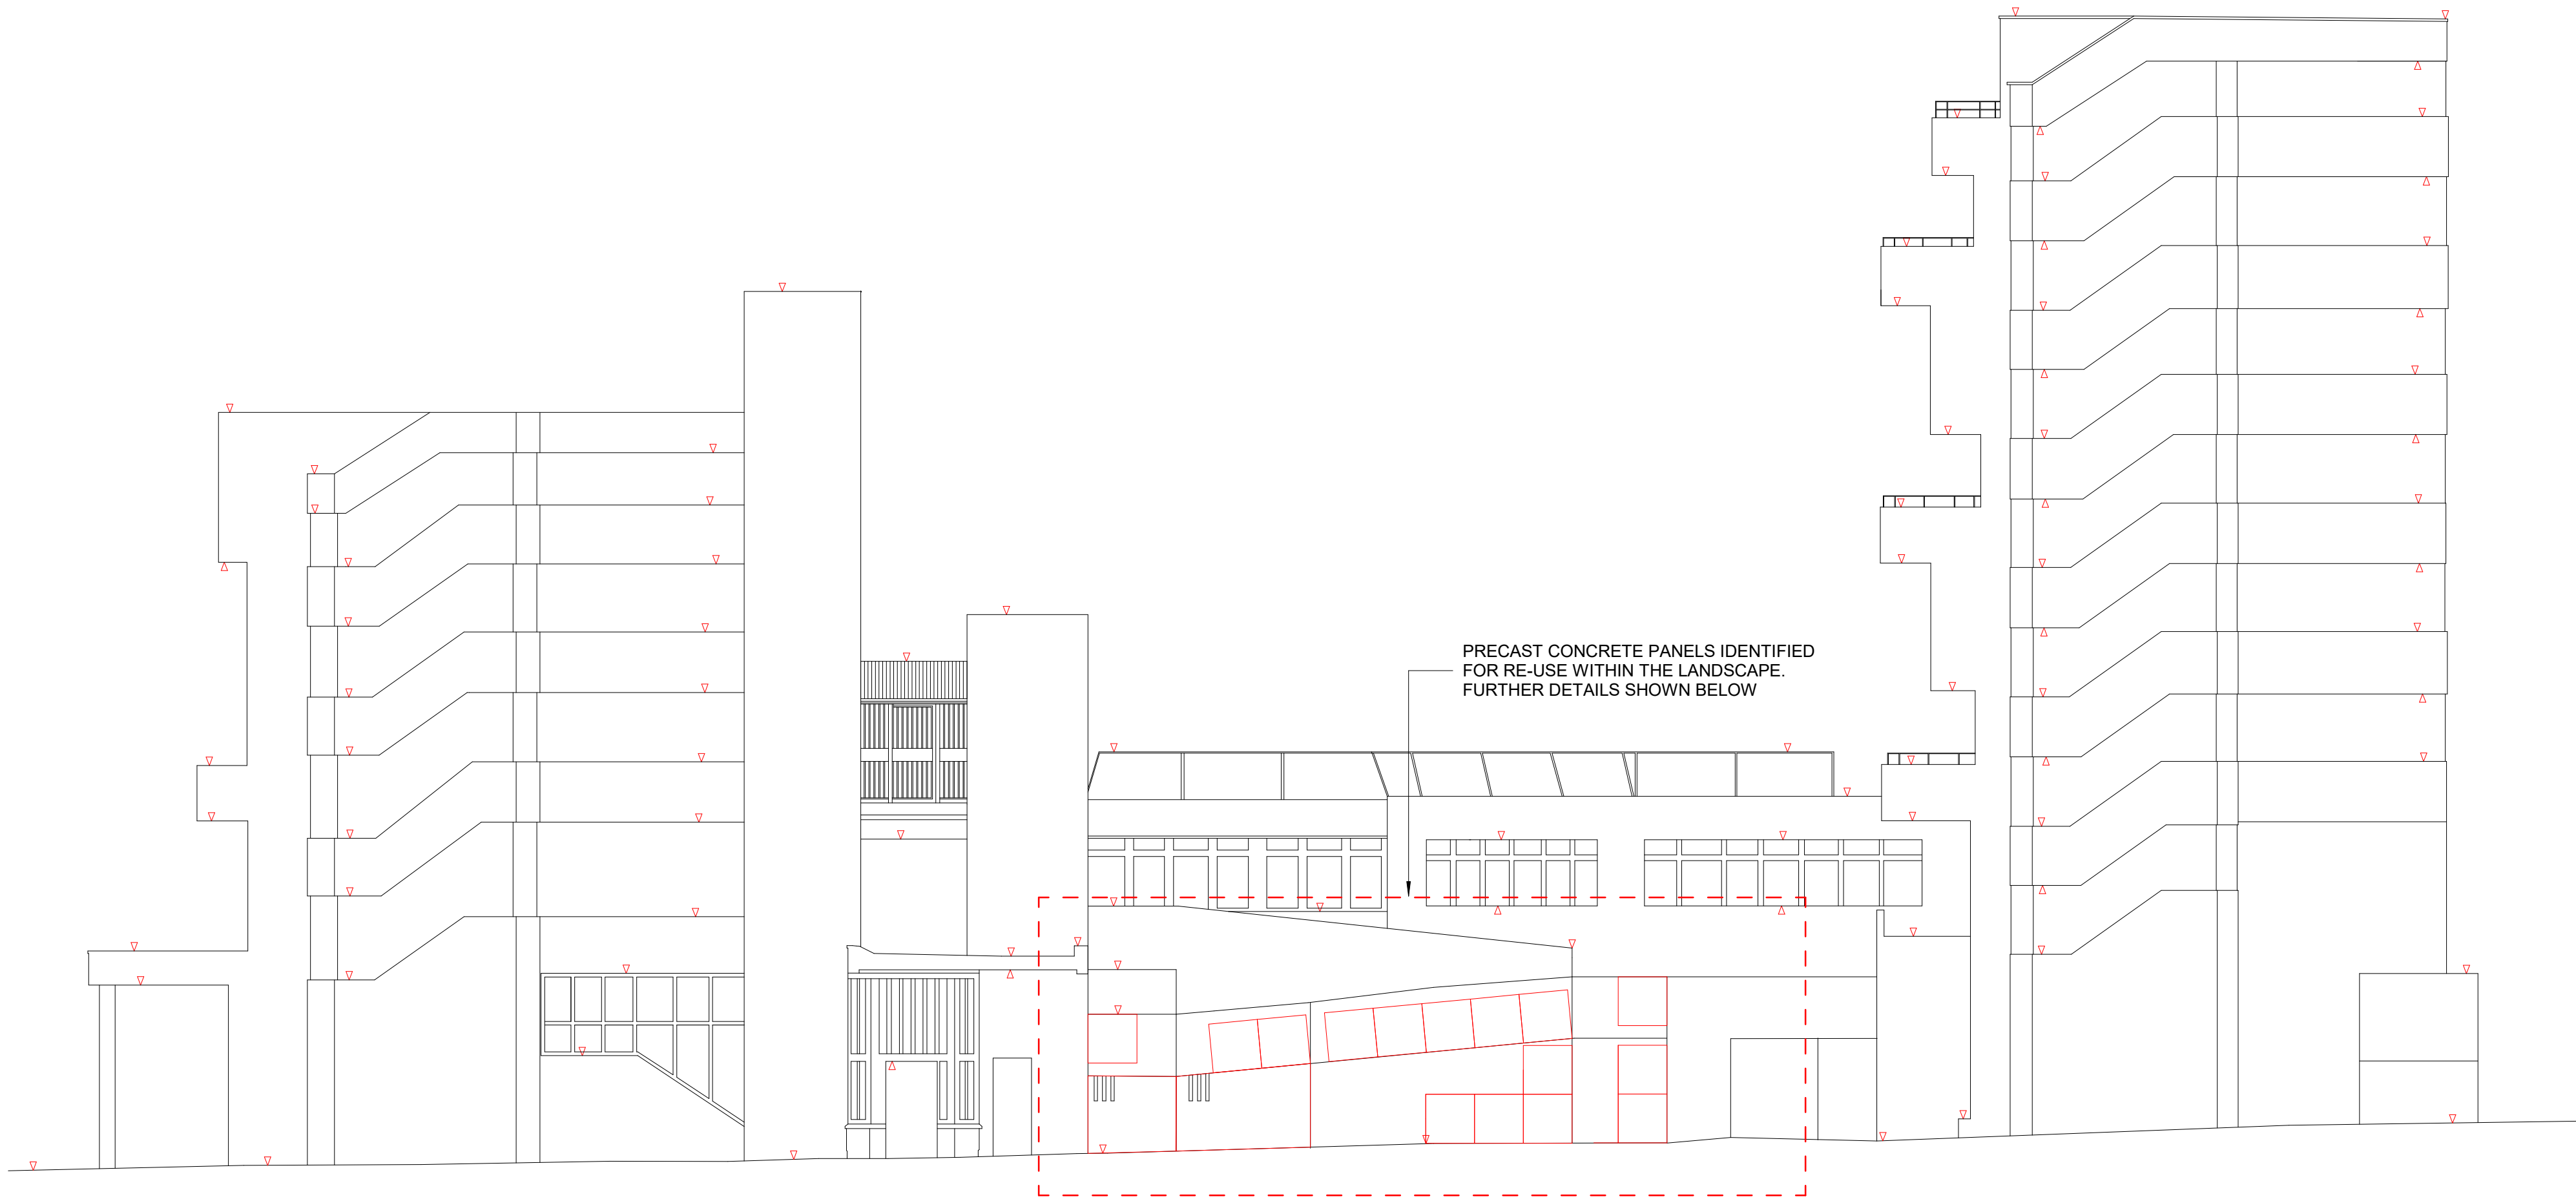 PRECAST CONCRETE PANELS IDENTIFIED
FOR RE-USE WITHIN THE LANDSCAPE.
FURTHER DETAILS SHOWN BELOW